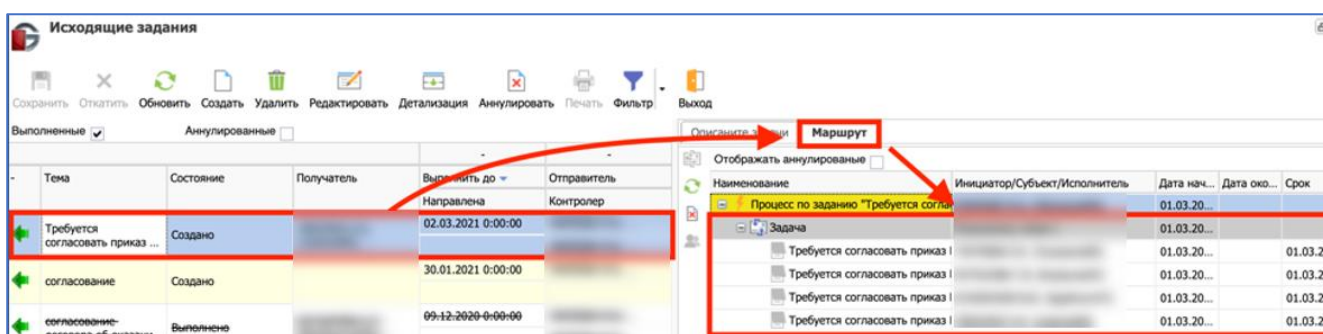 Исходящие задания
Сохранить Откатить Обновить Создать Удалить Редактировать Детализация Аннулировать Печать Фильтр Выход
Выполненные Аннулированные
- Тема Состояние Получатель Выполнить до Отправитель
Направлена Контролер
Требуется
согласовать приказ ... Создано 02.03.2021 0:00:00
согласование Создано 30.01.2021 0:00:00
согласование Выполнено 09.12.2020 0:00:00
Маршрут
Отображать аннулированые
Наименование Инициатор/Субъект/Исполнитель Дата нач... Дата око... Срок
Процесс по заданию "Требуется согла 01.03.20...
Задача 01.03.20...
Требуется согласовать приказ 01.03.20... 01.03.2
Требуется согласовать приказ 01.03.20... 01.03.2
Требуется согласовать приказ 01.03.20... 01.03.2
Требуется согласовать приказ 01.03.20... 01.03.2